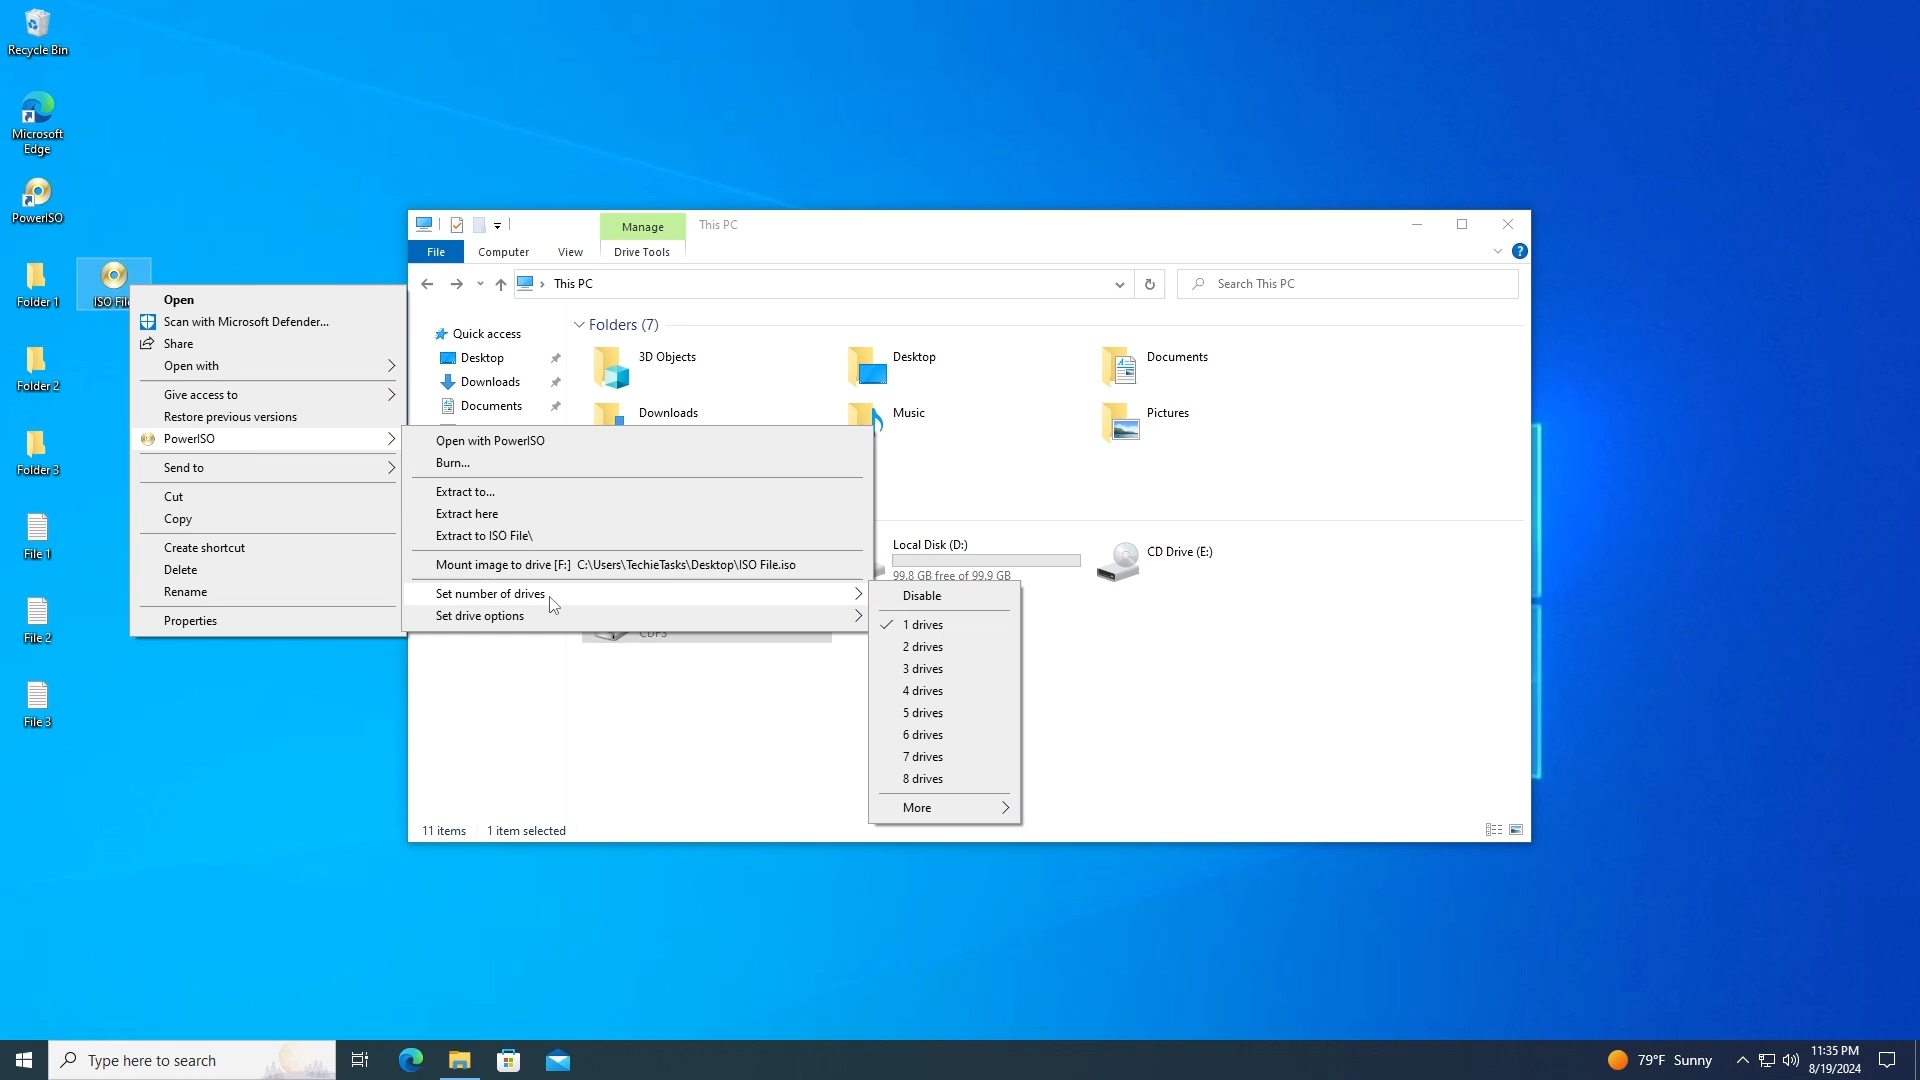 Recycle Bin
Microsoft
Edge
PowerISO
Folder 1
ISO File
Folder 2
Folder 3
File 1
File 2
File 3
Manage
This PC
File
Computer
View
Drive Tools
This PC
Search This PC
Quick access
Desktop
Downloads
Documents
Folders (7)
3D Objects
Desktop
Documents
Downloads
Music
Pictures
Local Disk (D:)
99.8 GB free of 99.9 GB
CD Drive (E:)
CDFS
11 items
1 item selected
Open
Scan with Microsoft Defender...
Share
Open with
Give access to
Restore previous versions
PowerISO
Send to
Cut
Copy
Create shortcut
Delete
Rename
Properties
Open with PowerISO
Burn...
Extract to...
Extract here
Extract to ISO File\
Mount image to drive [F:] C:\Users\TechieTasks\Desktop\ISO File.iso
Set number of drives
Set drive options
Disable
1 drives
2 drives
3 drives
4 drives
5 drives
6 drives
7 drives
8 drives
More
Type here to search
79°F Sunny
11:35 PM
8/19/2024